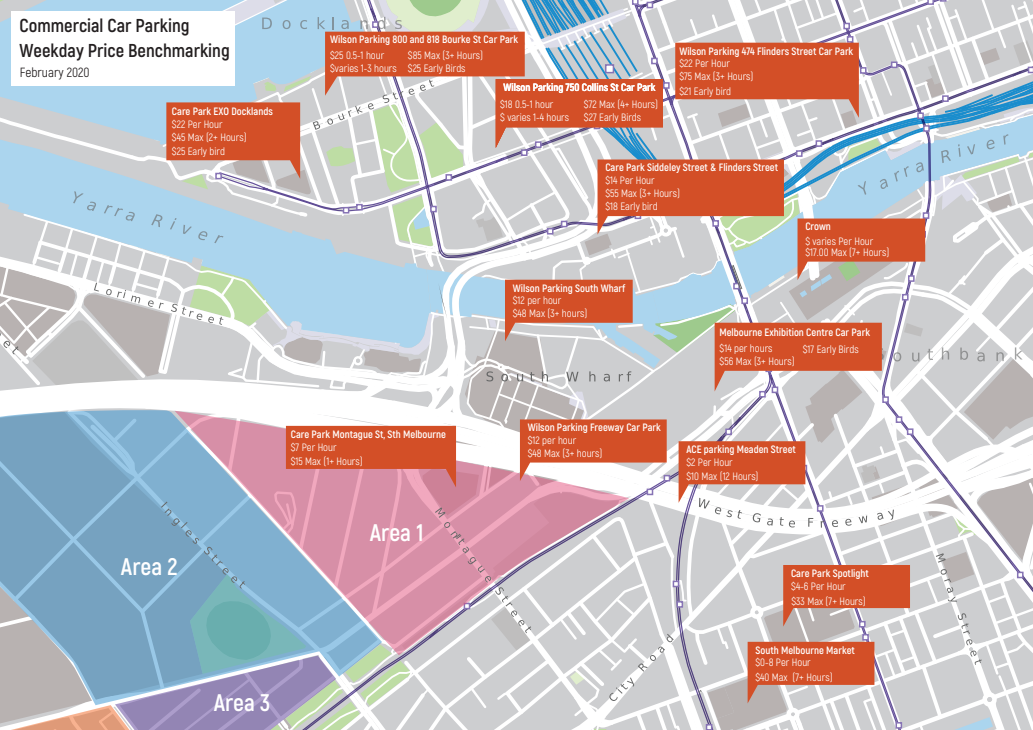 Commercial Car Parking
Weekday Price Benchmarking
February 2020
Docklands
Wilson Parking 800 and 818 Bourke St Car Park
$25 0.5-1 hour $85 Max (3+ Hours)
$varies 1-3 hours $25 Early Birds
Wilson Parking 474 Flinders Street Car Park
$22 Per Hour
$75 Max (3+ Hours)
$21 Early bird
Wilson Parking 750 Collins St Car Park
$18 0.5-1 hour $72 Max (4+ Hours)
$ varies 1-4 hours $27 Early Birds
Care Park EXO Docklands
$22 Per Hour
$45 Max (2+ Hours)
$25 Early bird
Bourke Street
Care Park Siddeley Street & Flinders Street
$14 Per Hour
$55 Max (3+ Hours)
$18 Early bird
Yarra River
Yarra River
Crown
$ varies Per Hour
$17.00 Max (7+ Hours)
Lorimer Street
Wilson Parking South Wharf
$12 per hour
$48 Max (3+ hours)
Melbourne Exhibition Centre Car Park
$14 per hours $17 Early Birds
$56 Max (3+ Hours)
outhbank
eet
South Wharf
Care Park Montague St, Sth Melbourne
$7 Per Hour
$15 Max (1+ Hours)
Wilson Parking Freeway Car Park
$12 per hour
$48 Max (3+ hours)
ACE parking Meaden Street
$2 Per Hour
$10 Max (12 Hours)
West Gate Freeway
Ingles Street
Montague Street
Area 1
Area 2
Moray Street
Care Park Spotlight
$4-6 Per Hour
$33 Max (7+ Hours)
City Road
South Melbourne Market
$0-8 Per Hour
$40 Max (7+ Hours)
Area 3